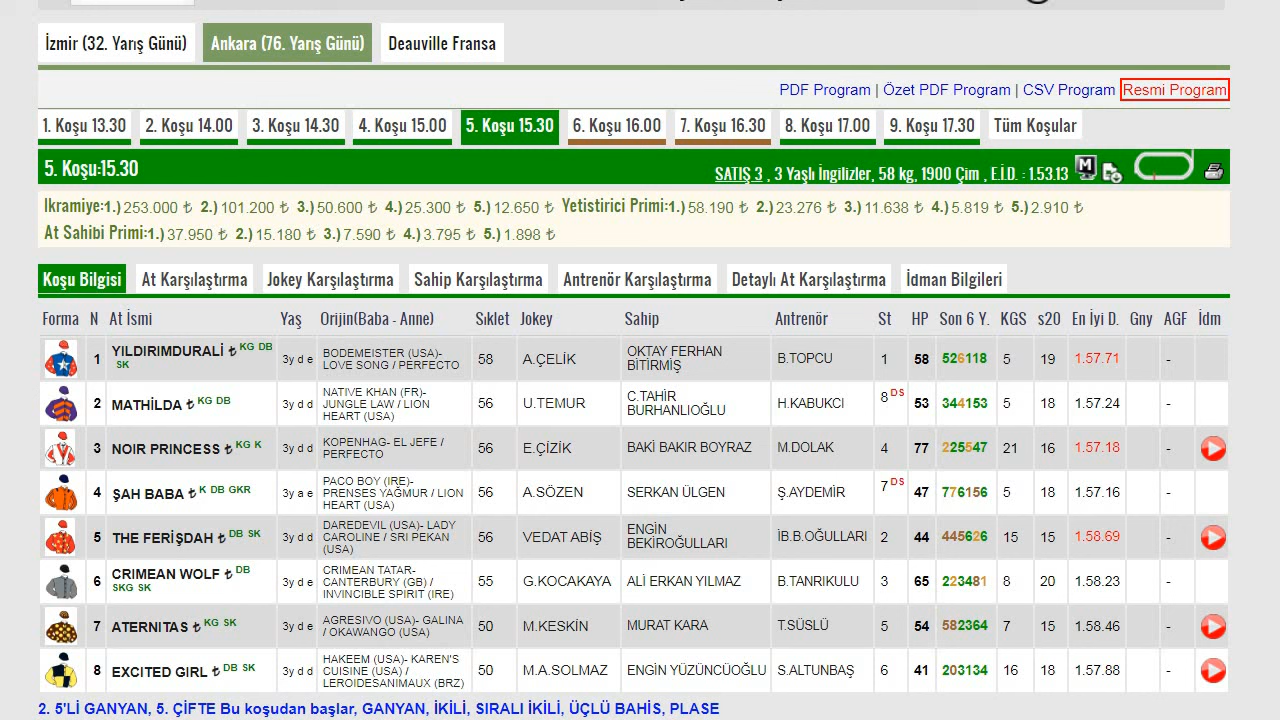 İzmir (32. Yarış Günü) Ankara (76. Yarış Günü) Deauville Fransa
PDF Program | Özet PDF Program | CSV Program Resmi Program
1. Koşu 13.30 2. Koşu 14.00 3. Koşu 14.30 4. Koşu 15.00 5. Koşu 15.30 6. Koşu 16.00 7. Koşu 16.30 8. Koşu 17.00 9. Koşu 17.30 Tüm Koşular
5. Koşu:15.30 SATIŞ 3 , 3 Yaşlı İngilizler, 58 kg, 1900 Çim , E.İ.D. : 1.53.13 M
Ikramiye:1.) 253.000 ₺ 2.) 101.200 ₺ 3.) 50.600 ₺ 4.) 25.300 ₺ 5.) 12.650 ₺ Yetistirici Primi:1.) 58.190 ₺ 2.) 23.276 ₺ 3.) 11.638 ₺ 4.) 5.819 ₺ 5.) 2.910 ₺
At Sahibi Primi:1.) 37.950 ₺ 2.) 15.180 ₺ 3.) 7.590 ₺ 4.) 3.795 ₺ 5.) 1.898 ₺
Koşu Bilgisi At Karşılaştırma Jokey Karşılaştırma Sahip Karşılaştırma Antrenör Karşılaştırma Detaylı At Karşılaştırma İdman Bilgileri
Forma N At İsmi Yaş Orijin(Baba - Anne) Sıklet Jokey Sahip Antrenör St HP Son 6 Y. KGS s20 En İyi D. Gny AGF İdm
1 YILDIRIMDURALİ ₺ KG DB SK 3y d e BODEMEISTER (USA)- LOVE SONG / PERFECTO 58 A.ÇELİK OKTAY FERHAN BİTİRMİŞ B.TOPCU 1 58 526118 5 19 1.57.71 -
2 MATHİLDA ₺ KG DB 3y d d NATIVE KHAN (FR)- JUNGLE LAW / LION HEART (USA) 56 U.TEMUR C.TAHİR BURHANLIOĞLU H.KABUKCI 8 DS 53 344153 5 18 1.57.24 -
3 NOIR PRINCESS ₺ KG K 3y d d KOPENHAG- EL JEFE / PERFECTO 56 E.ÇİZİK BAKİ BAKIR BOYRAZ M.DOLAK 4 77 225547 21 16 1.57.18 -
4 ŞAH BABA ₺ K DB GKR 3y a e PACO BOY (IRE)- PRENSES YAĞMUR / LION HEART (USA) 56 A.SÖZEN SERKAN ÜLGEN Ş.AYDEMİR 7 DS 47 776156 5 18 1.57.16 -
5 THE FERİŞDAH ₺ DB SK 3y d d DAREDEVIL (USA)- LADY CAROLINE / SRI PEKAN (USA) 56 VEDAT ABİŞ ENGİN BEKİROĞULLARI İB.B.OĞULLARI 2 44 445626 15 15 1.58.69 -
6 CRIMEAN WOLF ₺ DB SKG SK 3y d e CRIMEAN TATAR- CANTERBURY (GB) / INVINCIBLE SPIRIT (IRE) 55 G.KOCAKAYA ALİ ERKAN YILMAZ B.TANRIKULU 3 65 223481 8 20 1.58.23 -
7 ATERNITAS ₺ KG SK 3y d e AGRESIVO (USA)- GALINA / OKAWANGO (USA) 50 M.KESKİN MURAT KARA T.SÜSLÜ 5 54 582364 7 15 1.58.46 -
8 EXCITED GIRL ₺ DB SK 3y d d HAKEEM (USA)- KAREN'S CUISINE (USA) / LEROIDESANIMAUX (BRZ) 50 M.A.SOLMAZ ENGİN YÜZÜNCÜOĞLU S.ALTUNBAŞ 6 41 203134 16 18 1.57.88 -
2. 5'Lİ GANYAN, 5. ÇİFTE Bu koşudan başlar, GANYAN, İKİLİ, SIRALI İKİLİ, ÜÇLÜ BAHİS, PLASE